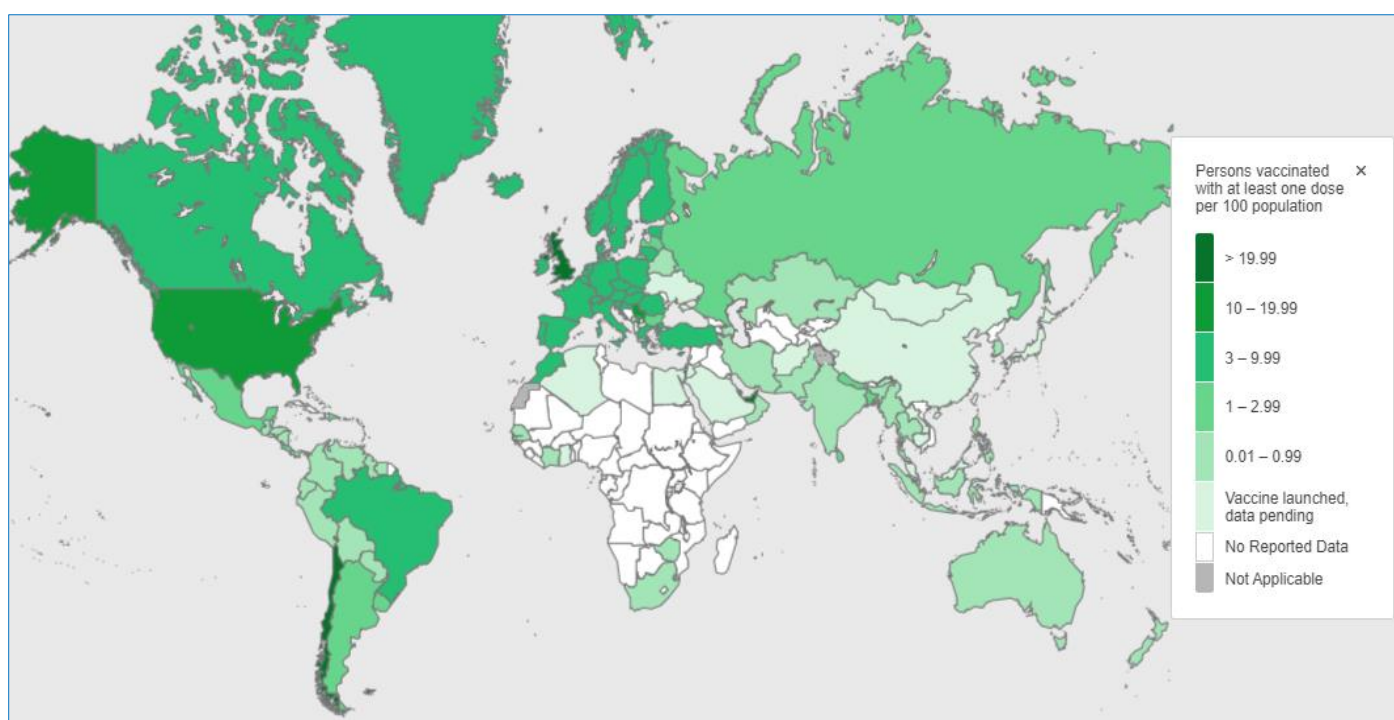 Persons vaccinated ×
with at least one dose
per 100 population
> 19.99
10 – 19.99
3 – 9.99
1 – 2.99
0.01 – 0.99
Vaccine launched,
data pending
No Reported Data
Not Applicable